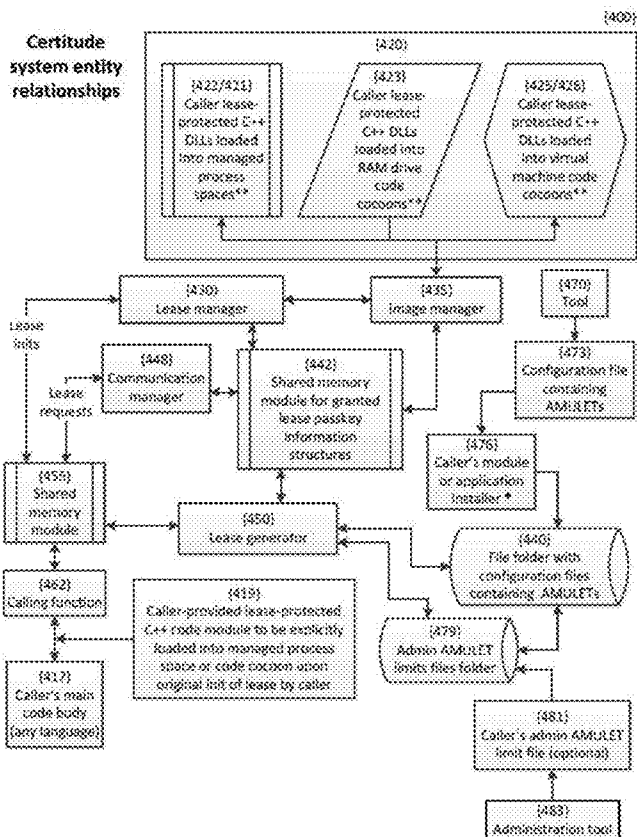 {400}
Certitude
system entity
relationships
{420}
{422/421}
Caller lease-
protected C++
DLLs loaded
into managed
process
spaces**
{423}
Caller lease-
protected
C++ DLLs
loaded into
RAM drive
code
cocoons**
{425/426}
Caller lease-
protected C++
DLLs loaded
into virtual
machine code
cocoons**
{430}
Lease manager
{435}
Image manager
{470}
Tool
Lease
inits
{448}
Communication
manager
Lease
requests
{442}
Shared memory
module for granted
lease passkey
information
structures
{473}
Configuration file
containing
AMULETs
{476}
Caller's module
or application
installer *
{455}
Shared
memory
module
{450}
Lease generator
{440}
File folder with
configuration files
containing AMULETs
{462}
Calling function
{419}
Caller-provided lease-protected
C++ code module to be explicitly
loaded into managed process
space or code cocoon upon
original init of lease by caller
{479}
Admin AMULET
limits files folder
{417}
Caller's main
code body
(any language)
{481}
Caller's admin AMULET
limit file (optional)
{483}
Administration tool